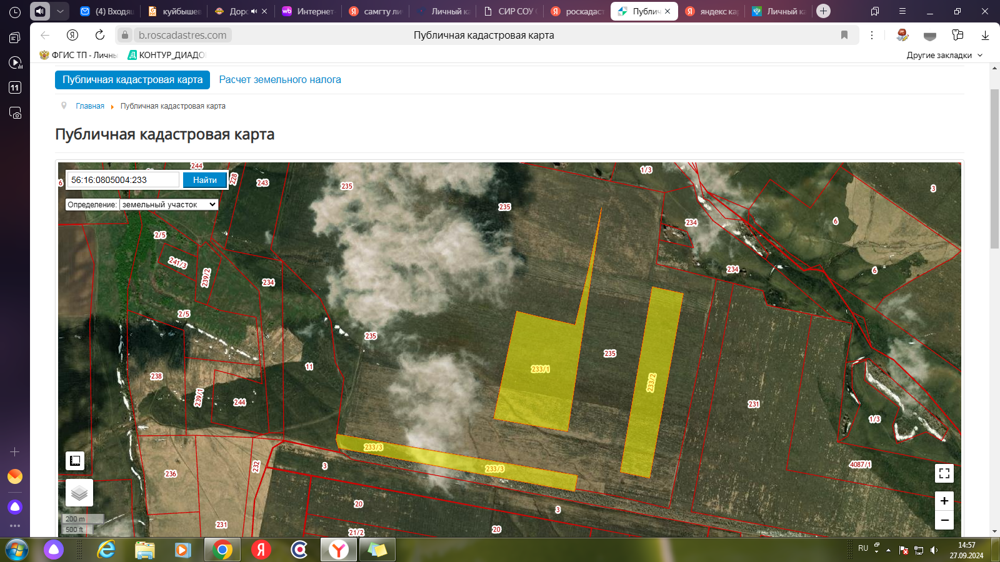 (4) Входящ
куйбышев
Доро
Интернет-
самгту ли
Личный ка
СИР СОУ
роскадаст
Публич
яндекс кар
Личный ка
b.roscadastres.com
Публичная кадастровая карта
ФГИС ТП - Личны
КОНТУР_ДИАДО
Другие закладки
11
Публичная кадастровая карта
Расчет земельного налога
Главная
Публичная кадастровая карта
Публичная кадастровая карта
56:16:0805004:233
Найти
Определение:
земельный участок
244
6
228
243
235
235
1/3
3
234
6
2/5
241/3
239/2
234
234
6
2/5
235
235
11
233/1
233/2
238
239/1
244
231
1/3
233/3
233/3
3
232
236
4087/1
20
3
231
21/2
20
200 m
500 ft
+
−
RU
14:57
27.09.2024